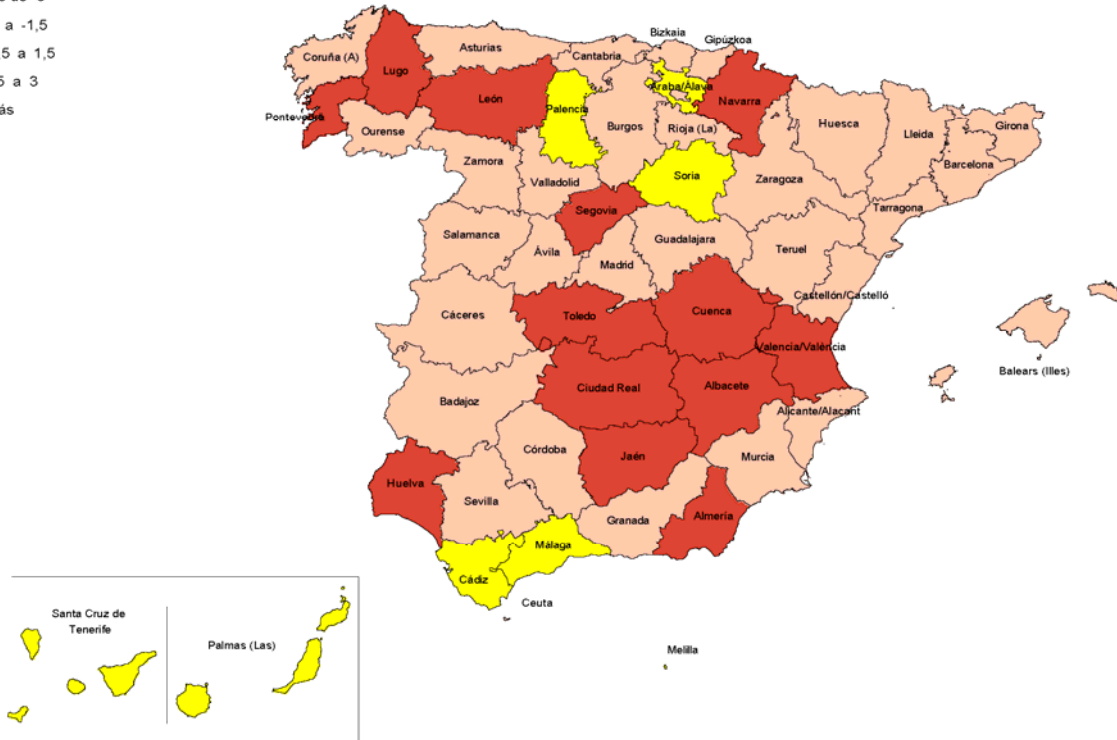 a -1,5
5 a 1,5
5 a 3
Bizkaia
Gipúzkoa
Coruña (A)
Asturias
Cantabria
Lugo
León
Palencia
Araba/Álava
Navarra
Pontevedra
Ourense
Burgos
Rioja (La)
Huesca
Lleida
Girona
Barcelona
Zamora
Valladolid
Soria
Zaragoza
Tarragona
Segovia
Salamanca
Ávila
Madrid
Guadalajara
Teruel
Castellón/Castelló
Cáceres
Toledo
Cuenca
Valencia/València
Balears (Illes)
Badajoz
Ciudad Real
Albacete
Alicante/Alacant
Córdoba
Jaén
Murcia
Huelva
Sevilla
Granada
Almería
Málaga
Cádiz
Ceuta
Melilla
Santa Cruz de
Tenerife
Palmas (Las)